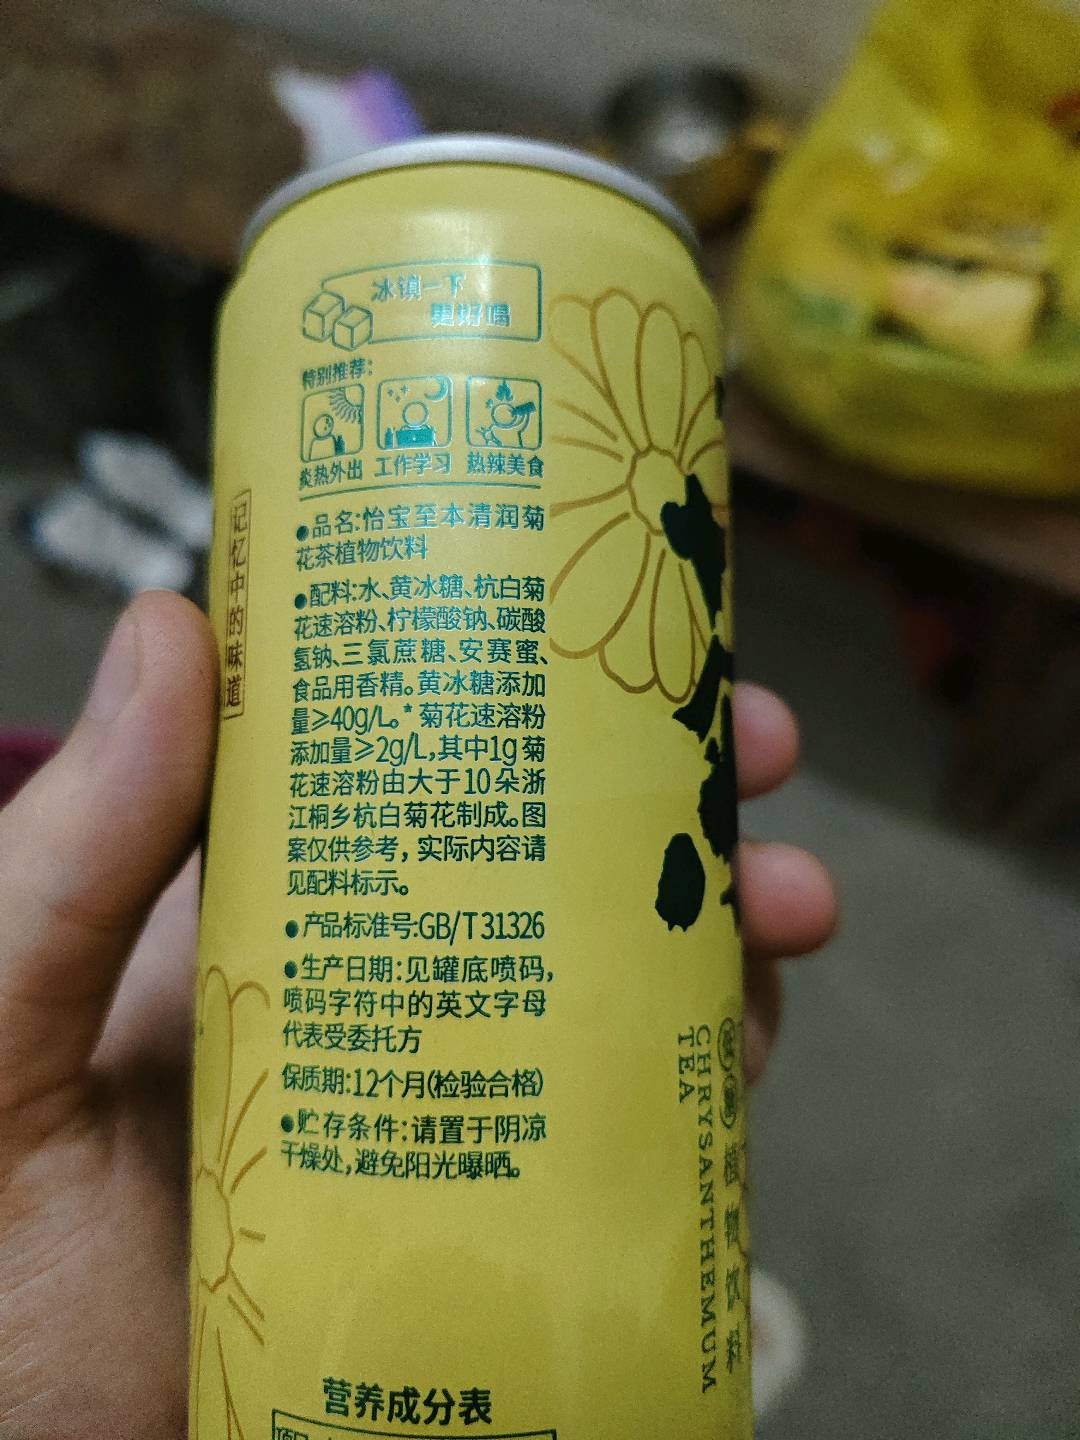 冰镇一下
更好喝
特别推荐:
炎热外出 工作学习 热辣美食
●品名:怡宝至本清润菊
花茶植物饮料
●配料:水、黄冰糖、杭白菊
花速溶粉、柠檬酸钠、碳酸
氢钠、三氯蔗糖、安赛蜜、
食品用香精。黄冰糖添加
量≥40g/L。*菊花速溶粉
添加量≥2g/L,其中1g菊
花速溶粉由大于10朵浙
江桐乡杭白菊花制成。图
案仅供参考,实际内容请
见配料标示。
●产品标准号:GB/T 31326
●生产日期:见罐底喷码,
喷码字符中的英文字母
代表受委托方
保质期:12个月(检验合格)
●贮存条件:请置于阴凉
干燥处,避免阳光曝晒。
营养成分表
记忆中的味道
CHRYSANTHEMUM
TEA
植物饮料